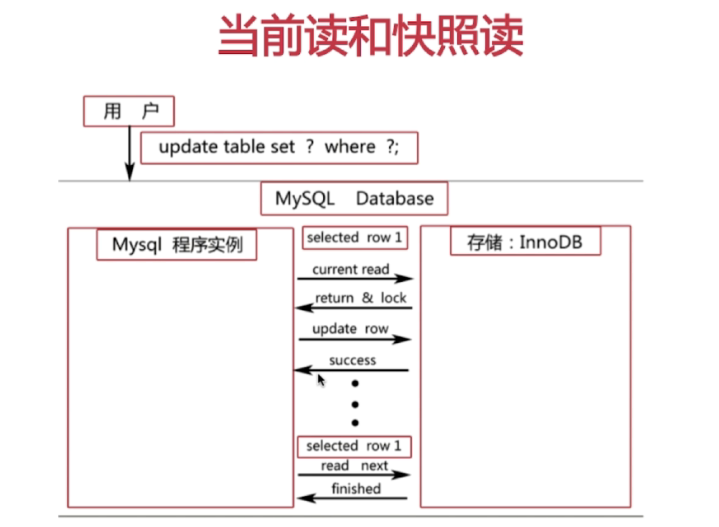 当前读和快照读
用 户
update table set ? where ?;
MySQL Database
Mysql 程序实例
selected row 1
存储：InnoDB
current read
return & lock
update row
success
selected row 1
read next
finished